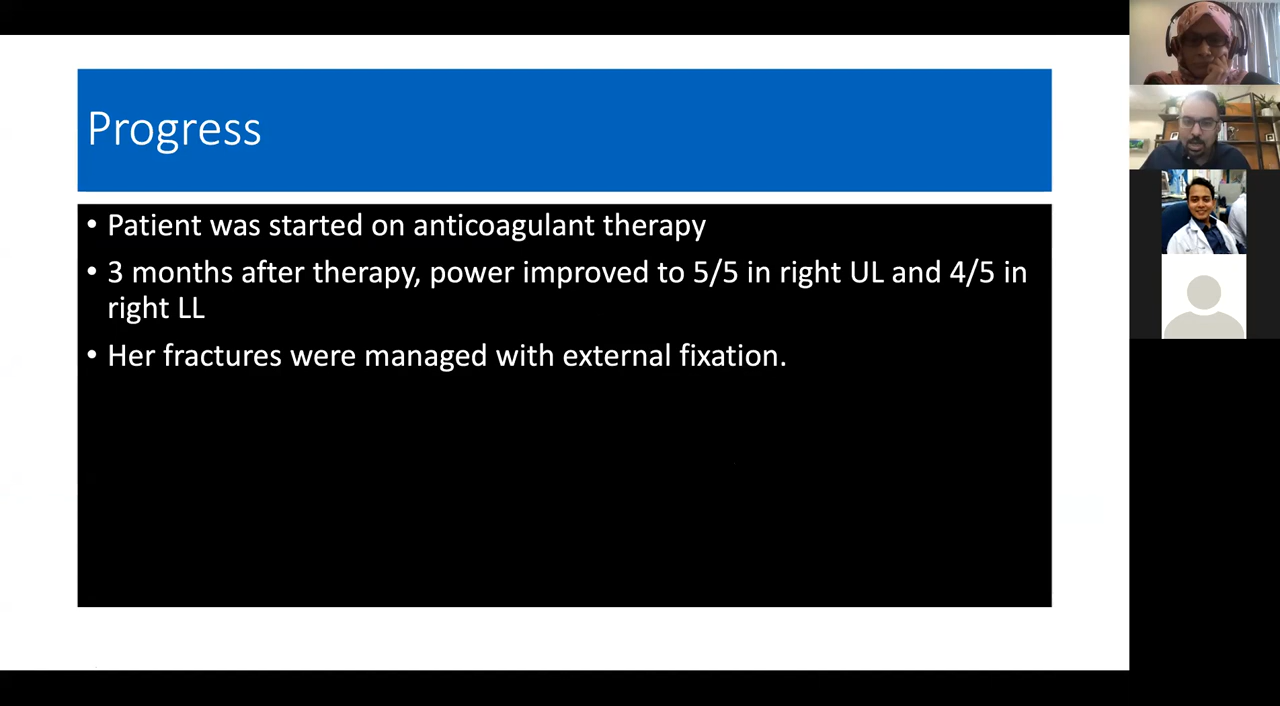 Progress
• Patient was started on anticoagulant therapy
• 3 months after therapy, power improved to 5/5 in right UL and 4/5 in
right LL
• Her fractures were managed with external fixation.